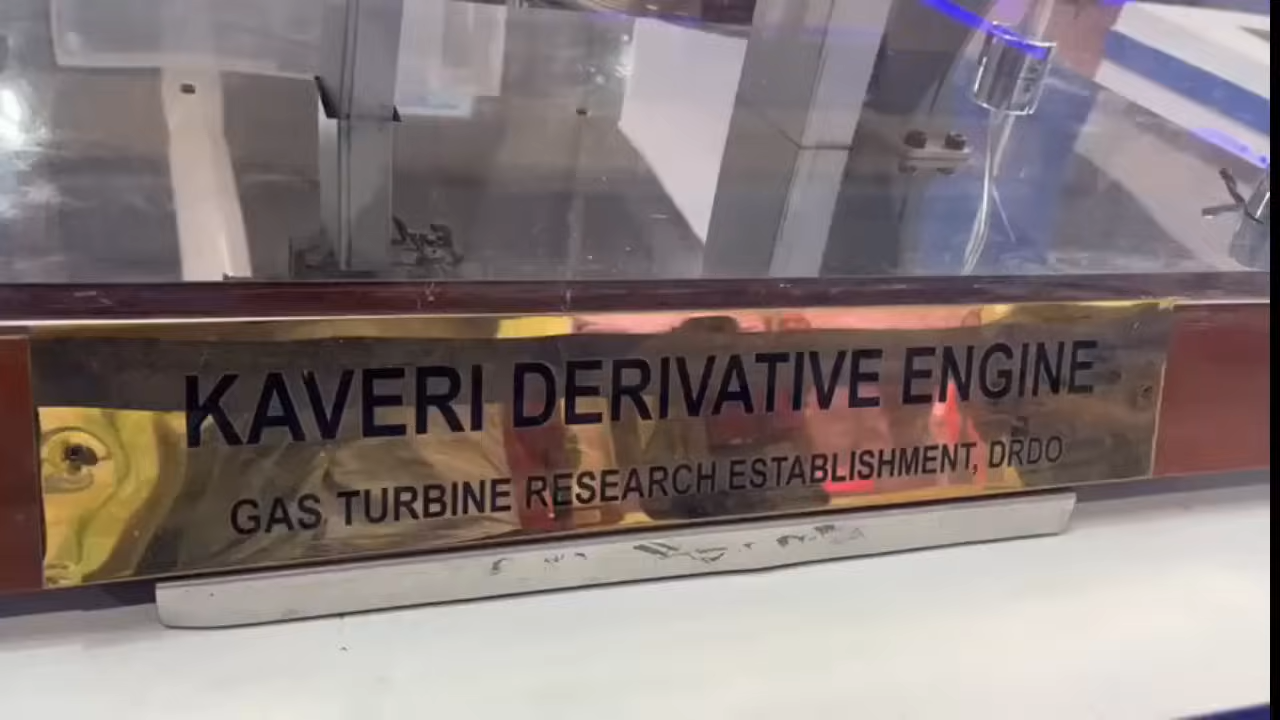 KAVERI DERIVATIVE ENGINE
GAS TURBINE RESEARCH ESTABLISHMENT, DRDO